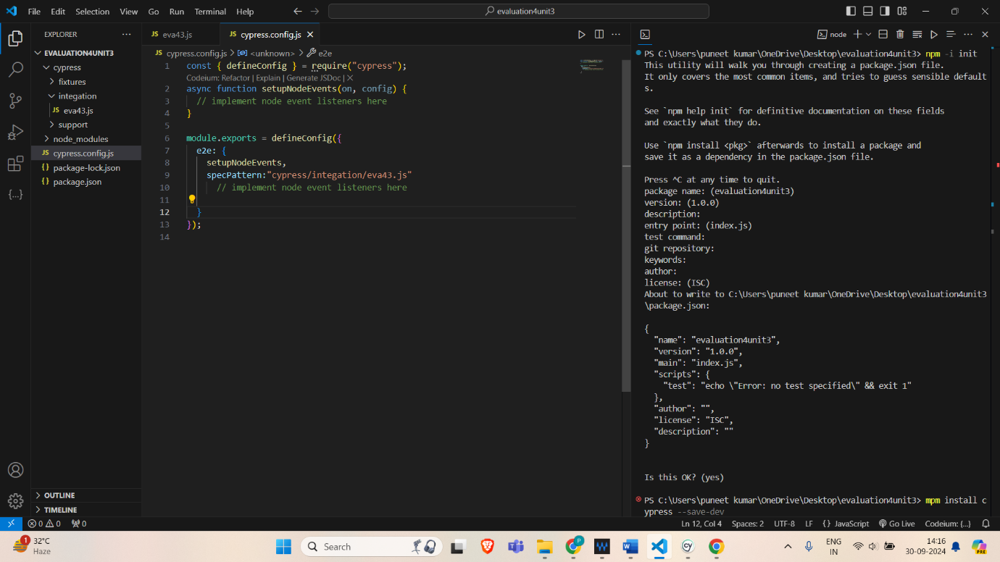 File Edit Selection View Go Run Terminal Help
evaluation4unit3
EXPLORER
EVALUATION4UNIT3
cypress
fixtures
integation
JS eva43.js
support
node_modules
JS cypress.config.js
{} package-lock.json
{} package.json
OUTLINE
TIMELINE
JS eva43.js
JS cypress.config.js
JS cypress.config.js > <unknown> > e2e
1 const { defineConfig } = require("cypress");
Codeium: Refactor | Explain | Generate JSDoc | X
2 async function setupNodeEvents(on, config) {
3 // implement node event listeners here
4 }
5
6 module.exports = defineConfig({
7 e2e: {
8 setupNodeEvents,
9 specPattern:"cypress/integation/eva43.js"
10 // implement node event listeners here
11
12 }
13 });
14
node
PS C:\Users\puneet kumar\OneDrive\Desktop\evaluation4unit3> npm -i init
This utility will walk you through creating a package.json file.
It only covers the most common items, and tries to guess sensible default
s.
See `npm help init` for definitive documentation on these fields
and exactly what they do.
Use `npm install <pkg>` afterwards to install a package and
save it as a dependency in the package.json file.
Press ^C at any time to quit.
package name: (evaluation4unit3)
version: (1.0.0)
description:
entry point: (index.js)
test command:
git repository:
keywords:
author:
license: (ISC)
About to write to C:\Users\puneet kumar\OneDrive\Desktop\evaluation4unit3
\package.json:
{
"name": "evaluation4unit3",
"version": "1.0.0",
"main": "index.js",
"scripts": {
"test": "echo \"Error: no test specified\" && exit 1"
},
"author": "",
"license": "ISC",
"description": ""
}
Is this OK? (yes)
PS C:\Users\puneet kumar\OneDrive\Desktop\evaluation4unit3> mpm install c
ypress --save-dev
0 0 0
Ln 12, Col 4 Spaces: 2 UTF-8 LF {} JavaScript Go Live Codeium: {...}
1
32°C
Haze
Search
P
W
cy
ENG
IN
14:16
30-09-2024
PRE